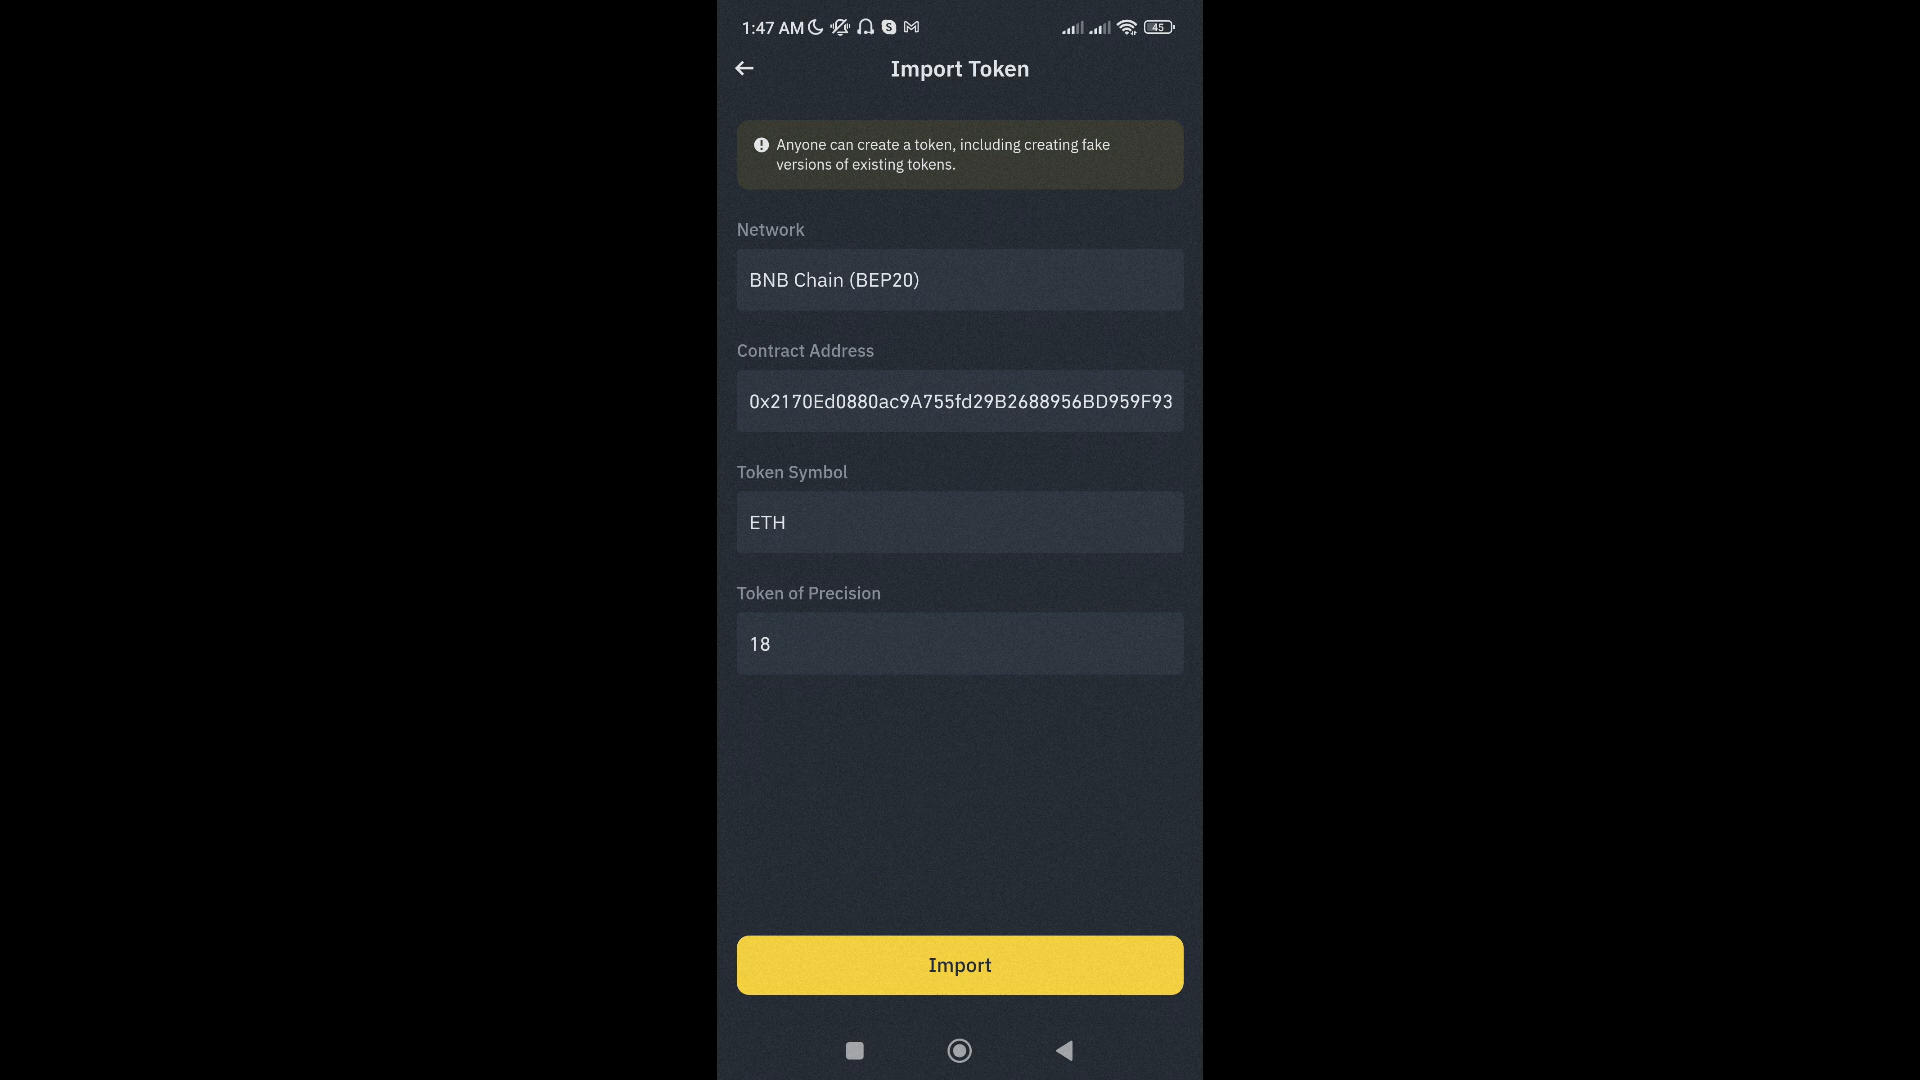 1:47 AM
45
Import Token
Anyone can create a token, including creating fake
versions of existing tokens.
Network
BNB Chain (BEP20)
Contract Address
0x2170Ed0880ac9A755fd29B2688956BD959F93
Token Symbol
ETH
Token of Precision
18
Import